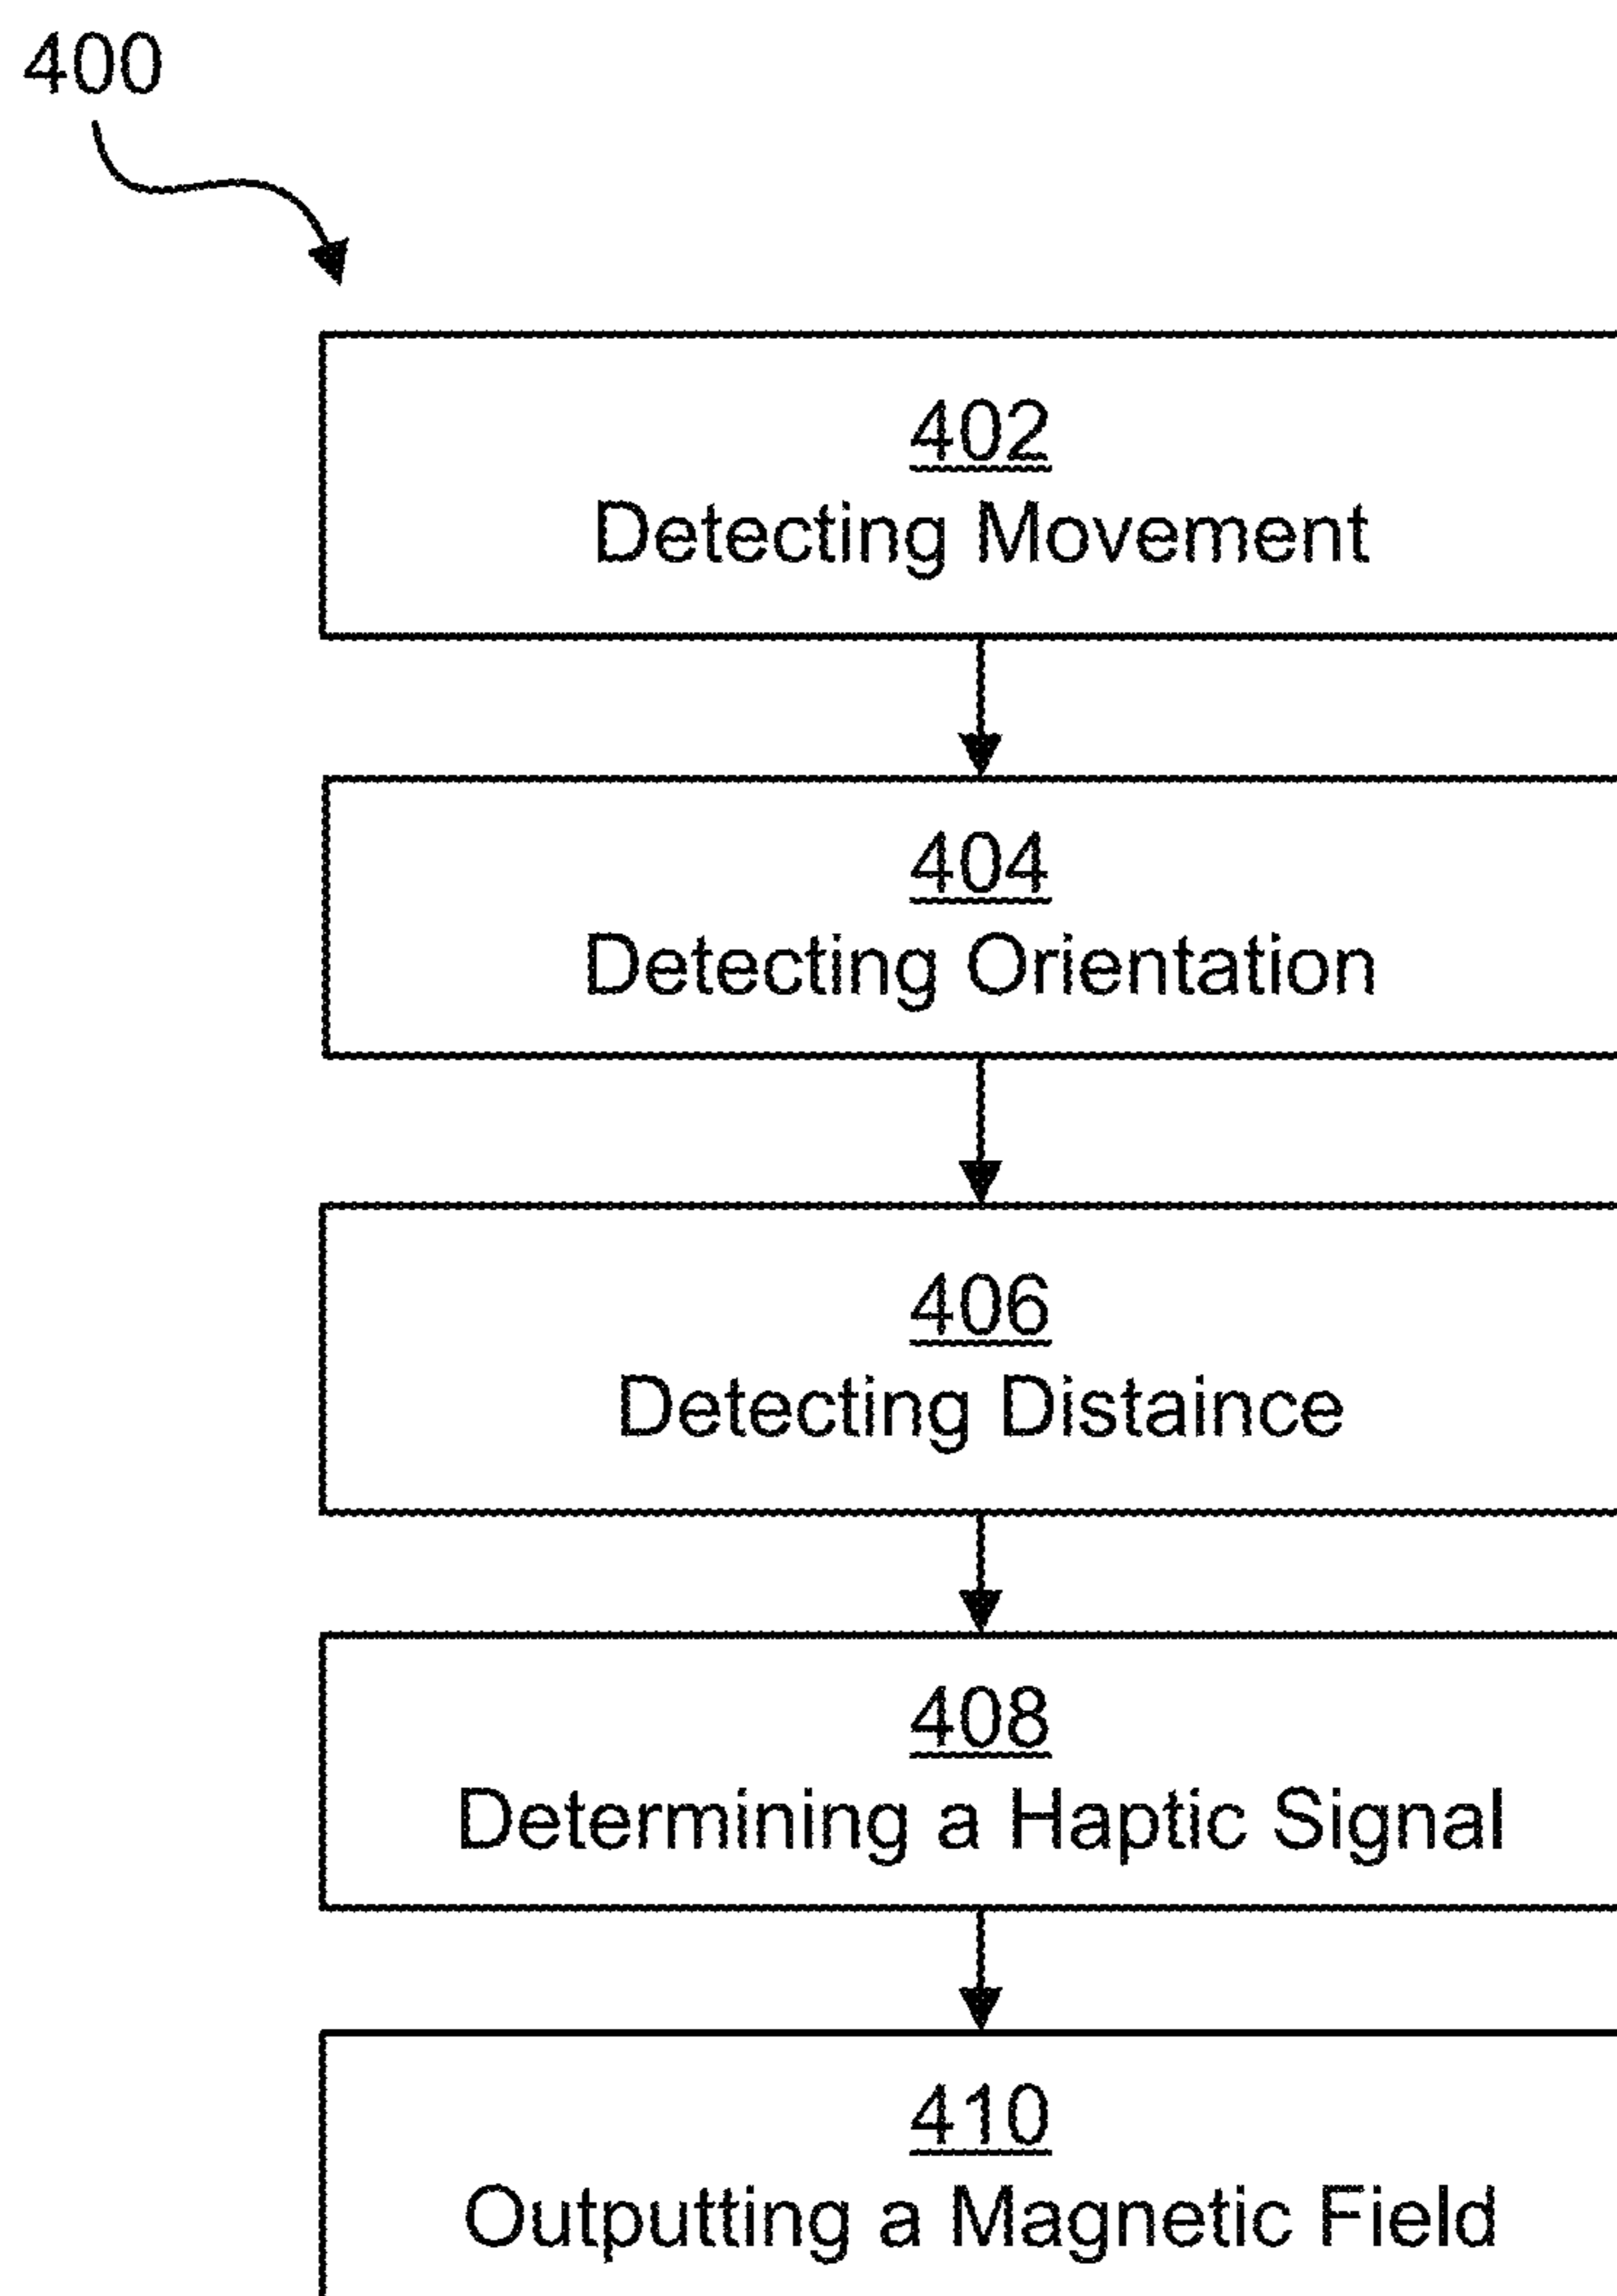 400
402
Detecting Movement
404
Detecting Orientation
406
Detecting Distaince
408
Determining a Haptic Signal
410
Outputting a Magnetic Field